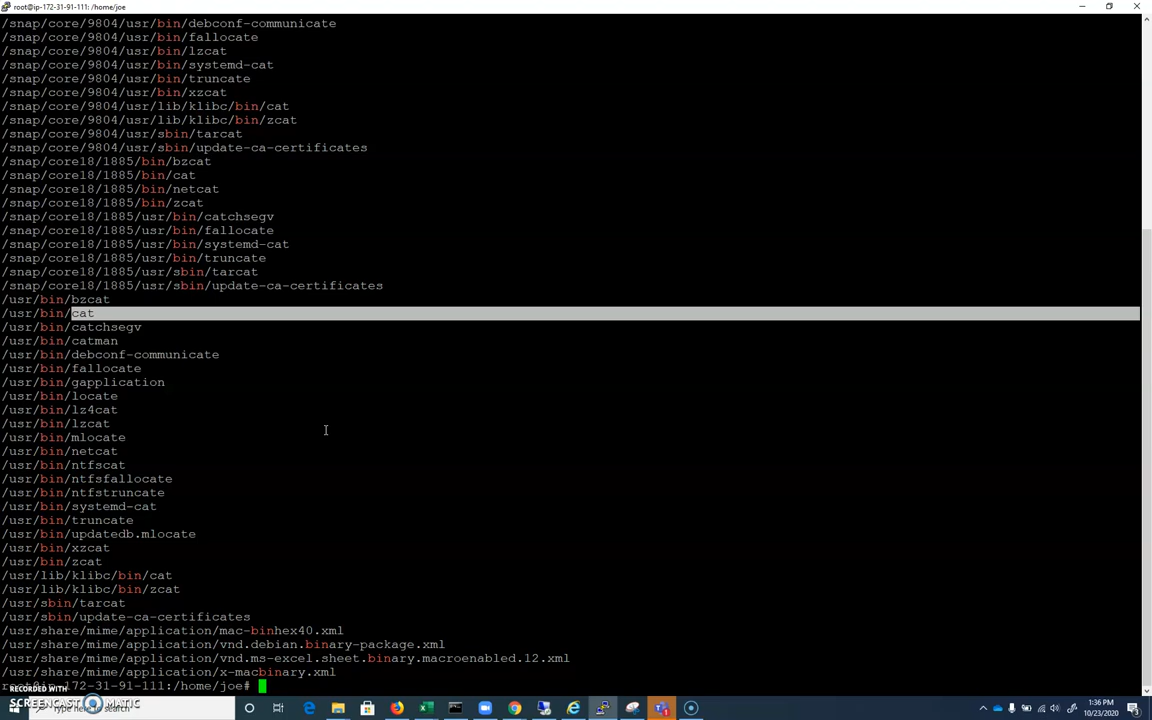 root@ip-172-31-91-111: /home/joe
/snap/core/9804/usr/bin/debconf-communicate
/snap/core/9804/usr/bin/fallocate
/snap/core/9804/usr/bin/lzcat
/snap/core/9804/usr/bin/systemd-cat
/snap/core/9804/usr/bin/truncate
/snap/core/9804/usr/bin/xzcat
/snap/core/9804/usr/lib/klibc/bin/cat
/snap/core/9804/usr/lib/klibc/bin/zcat
/snap/core/9804/usr/sbin/tarcat
/snap/core/9804/usr/sbin/update-ca-certificates
/snap/core18/1885/bin/bzcat
/snap/core18/1885/bin/cat
/snap/core18/1885/bin/netcat
/snap/core18/1885/bin/zcat
/snap/core18/1885/usr/bin/catchsegv
/snap/core18/1885/usr/bin/fallocate
/snap/core18/1885/usr/bin/systemd-cat
/snap/core18/1885/usr/bin/truncate
/snap/core18/1885/usr/sbin/tarcat
/snap/core18/1885/usr/sbin/update-ca-certificates
/usr/bin/bzcat
/usr/bin/cat
/usr/bin/catchsegv
/usr/bin/catman
/usr/bin/debconf-communicate
/usr/bin/fallocate
/usr/bin/gapplication
/usr/bin/locate
/usr/bin/lz4cat
/usr/bin/lzcat
/usr/bin/mlocate
/usr/bin/netcat
/usr/bin/ntfscat
/usr/bin/ntfsfallocate
/usr/bin/ntfstruncate
/usr/bin/systemd-cat
/usr/bin/truncate
/usr/bin/updatedb.mlocate
/usr/bin/xzcat
/usr/bin/zcat
/usr/lib/klibc/bin/cat
/usr/lib/klibc/bin/zcat
/usr/sbin/tarcat
/usr/sbin/update-ca-certificates
/usr/share/mime/application/mac-binhex40.xml
/usr/share/mime/application/vnd.debian.binary-package.xml
/usr/share/mime/application/vnd.ms-excel.sheet.binary.macroenabled.12.xml
/usr/share/mime/application/x-macbinary.xml
root@ip-172-31-91-111:/home/joe#
RECORDED WITH
SCREENCAST MATIC
1:36 PM
10/23/2020